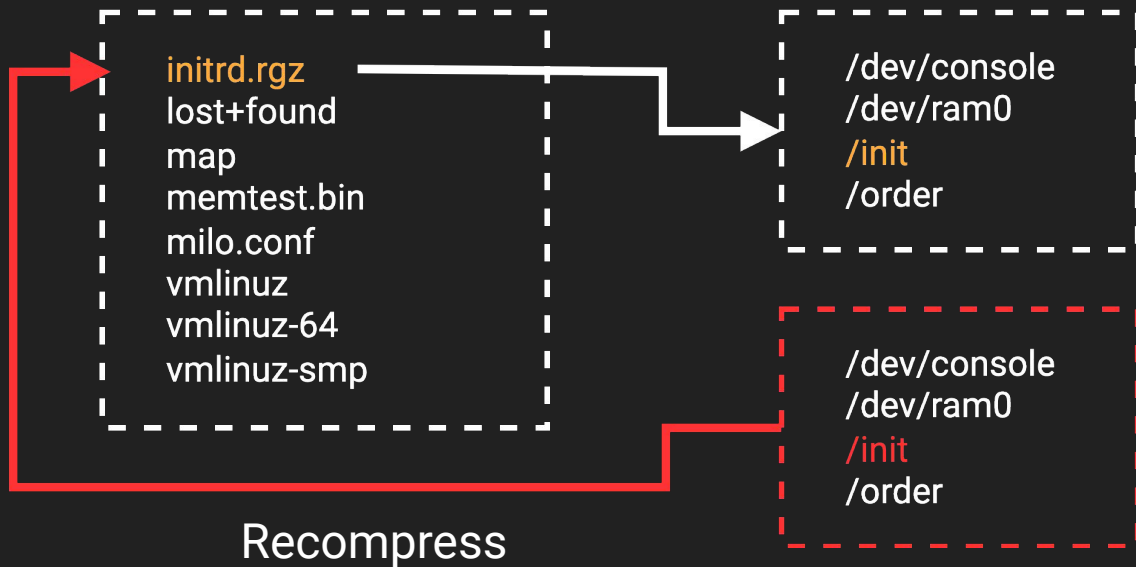 initrd.rgz
lost+found
map
memtest.bin
milo.conf
vmlinuz
vmlinuz-64
vmlinuz-smp
/dev/console
/dev/ram0
/init
/order
/dev/console
/dev/ram0
/init
/order
Recompress